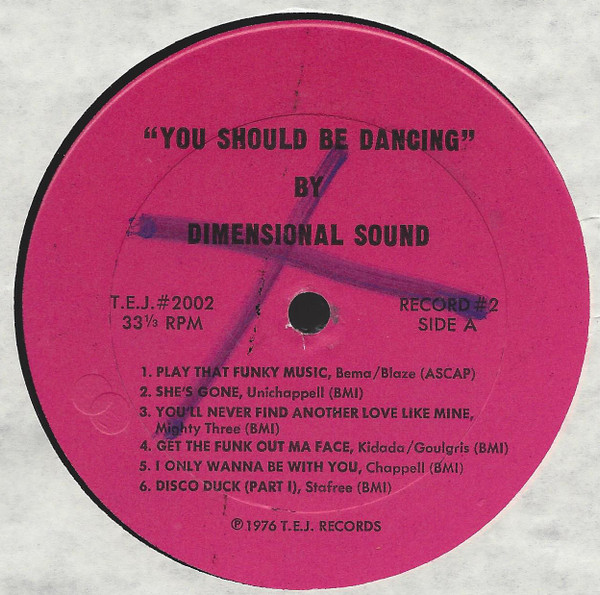 "YOU SHOULD BE DANCING"
BY
DIMENSIONAL SOUND
T.E.J.#2002
33⅓ RPM
RECORD #2
SIDE A
1. PLAY THAT FUNKY MUSIC, Bema/Blaze (ASCAP)
2. SHE'S GONE, Unichappell (BMI)
3. YOU'LL NEVER FIND ANOTHER LOVE LIKE MINE,
Mighty Three (BMI)
4. GET THE FUNK OUT MA FACE, Kidada/Goulgris (BMI)
5. I ONLY WANNA BE WITH YOU, Chappell (BMI)
6. DISCO DUCK (PART I), Stafree (BMI)
℗ 1976 T.E.J. RECORDS